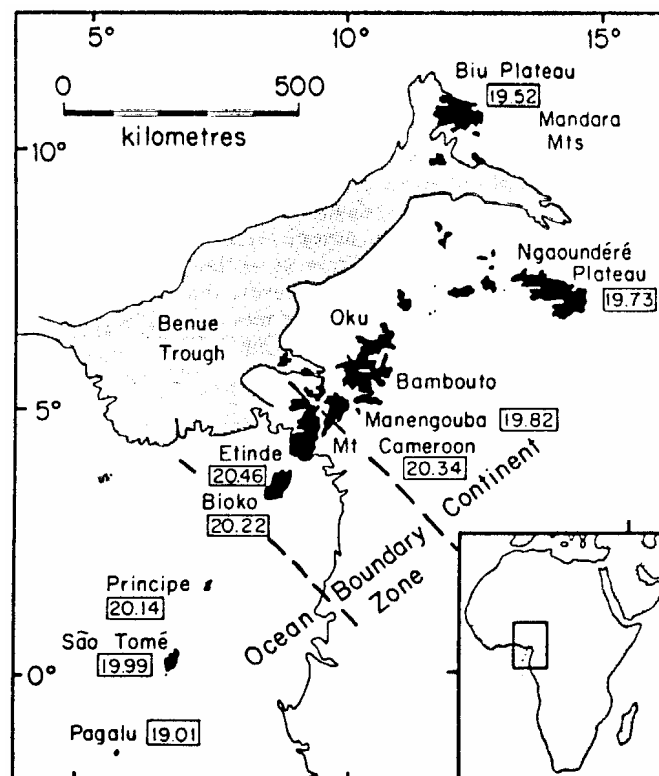 5°
10°
15°
0
500
kilometres
Biu Plateau
19.52
Mandara
Mts
10°
Ngaoundéré
Plateau
19.73
Oku
Benue
Trough
Bambouto
5°
Manengouba 19.82
Mt Cameroon
20.34
Etinde
20.46
Bioko
20.22
Ocean Boundary Continent
Zone
Principe
20.14
São Tomé
19.99
0°
Pagalu 19.01